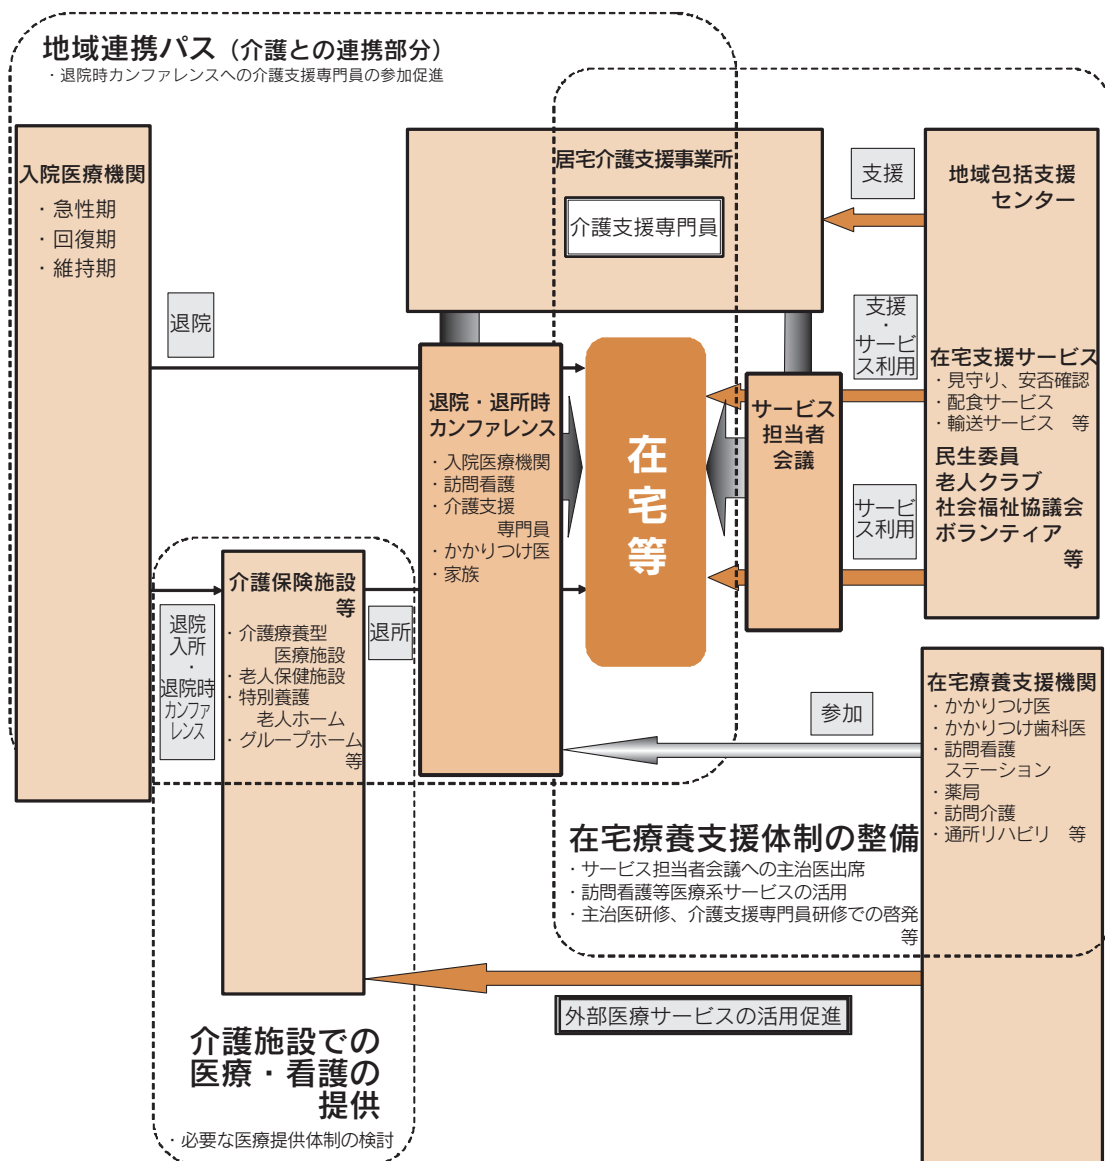 地域連携パス（介護との連携部分）
・退院時カンファレンスへの介護支援専門員の参加促進
入院医療機関
・急性期
・回復期
・維持期
退院
居宅介護支援事業所
介護支援専門員
支援
地域包括支援
センター
支援
・
サービ
ス利用
在宅支援サービス
・見守り、安否確認
・配食サービス
・輸送サービス　等
民生委員
老人クラブ
社会福祉協議会
ボランティア
等
サービ
ス利用
退院・退所時
カンファレンス
・入院医療機関
・訪問看護
・介護支援
専門員
・かかりつけ医
・家族
在宅等
サービス
担当者
会議
介護保険施設
等
・介護療養型
医療施設
・老人保健施設
・特別養護
老人ホーム
・グループホーム
等
退院
入所
・
退院時
カンファ
レンス
退所
参加
在宅療養支援機関
・かかりつけ医
・かかりつけ歯科医
・訪問看護
ステーション
・薬局
・訪問介護
・通所リハビリ　等
在宅療養支援体制の整備
・サービス担当者会議への主治医出席
・訪問看護等医療系サービスの活用
・主治医研修、介護支援専門員研修での啓発
等
外部医療サービスの活用促進
介護施設での
医療・看護の
提供
・必要な医療提供体制の検討